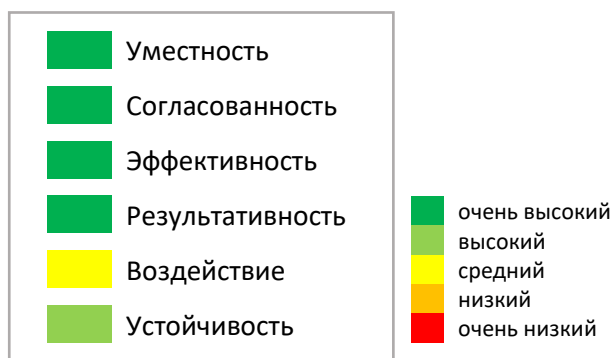 Уместность
Согласованность
Эффективность
Результативность
Воздействие
Устойчивость
очень высокий
высокий
средний
низкий
очень низкий